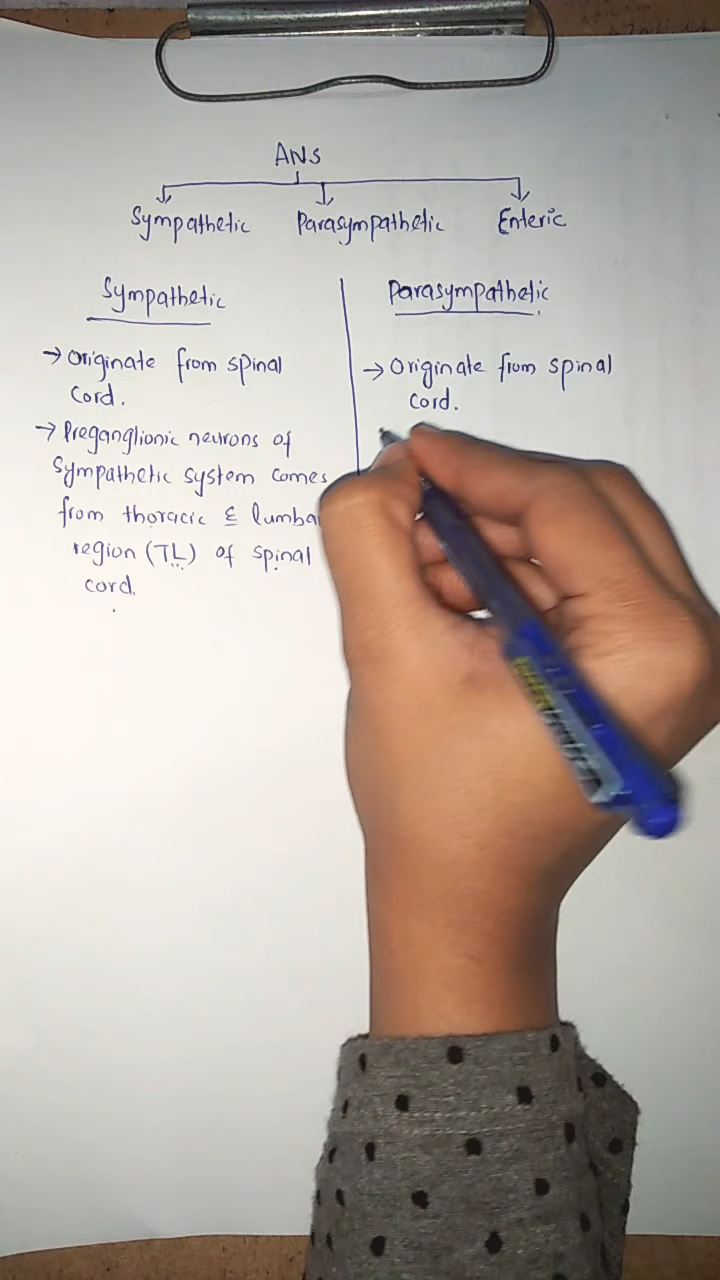 ANS
Sympathetic Parasympathetic Enteric
Sympathetic
→ Originate from spinal
cord.
→ Preganglionic neurons of
Sympathetic system comes
from thoracic & lumba
region (TL) of spinal
cord.
Parasympathetic
→ Originate from spinal
cord.